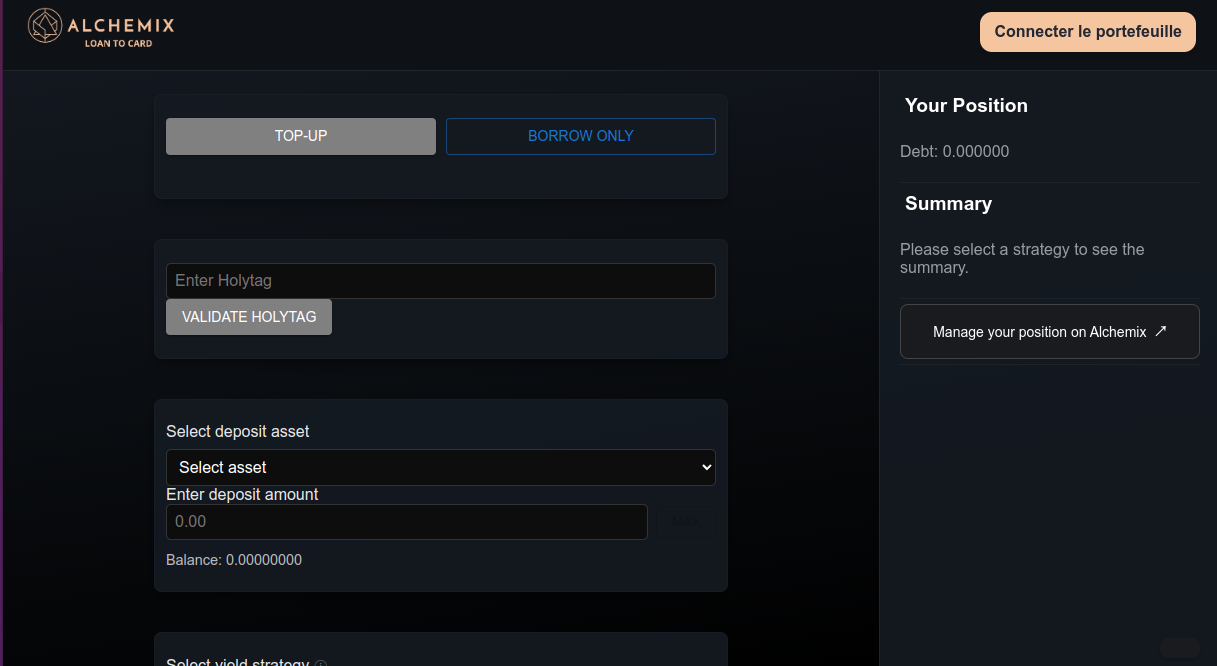 ALCHEMIX
LOAN TO CARD
Connecter le portefeuille
TOP-UP
BORROW ONLY
Enter Holytag
VALIDATE HOLYTAG
Select deposit asset
Select asset
Enter deposit amount
0.00
MAX
Balance: 0.00000000
Select yield strategy
Your Position
Debt: 0.000000
Summary
Please select a strategy to see the
summary.
Manage your position on Alchemix ↗